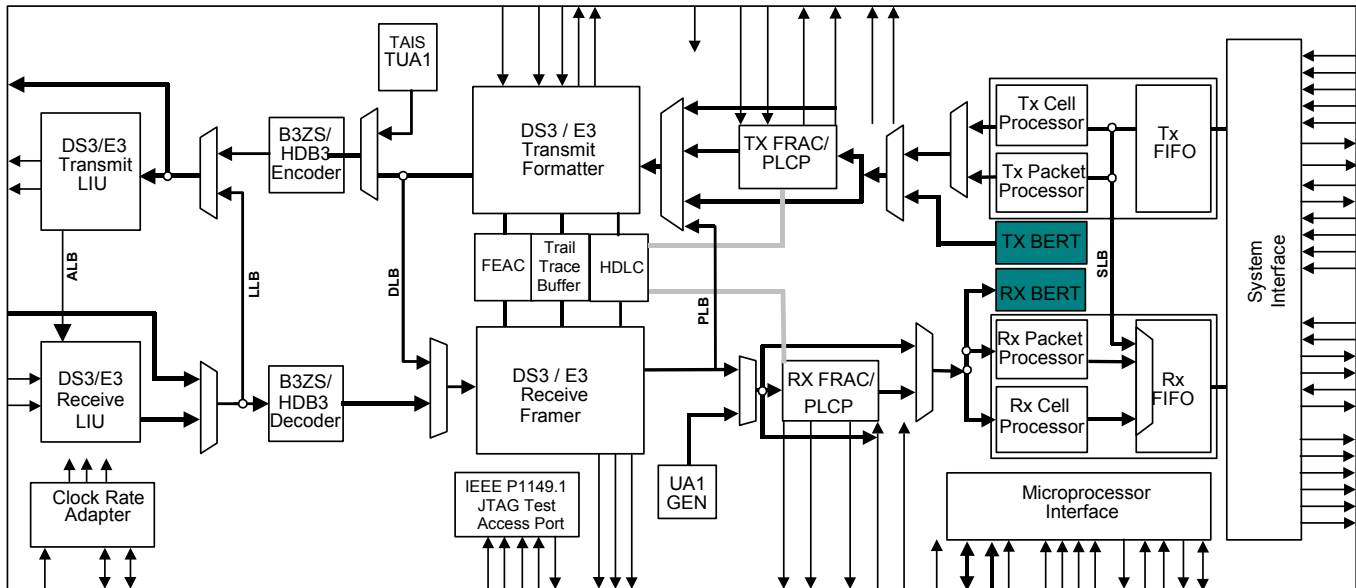 TAIS
TUA1
DS3/E3
Transmit
LIU
B3ZS/
HDB3
Encoder
DS3 / E3
Transmit
Formatter
TX FRAC/
PLCP
Tx Cell
Processor
Tx Packet
Processor
Tx
FIFO
TX BERT
RX BERT
SLB
System
Interface
ALB
LLB
DLB
FEAC
Trail
Trace
Buffer
HDLC
PLB
DS3/E3
Receive
LIU
B3ZS/
HDB3
Decoder
DS3 / E3
Receive
Framer
RX FRAC/
PLCP
Rx Packet
Processor
Rx Cell
Processor
Rx
FIFO
Clock Rate
Adapter
IEEE P1149.1
JTAG Test
Access Port
UA1
GEN
Microprocessor
Interface